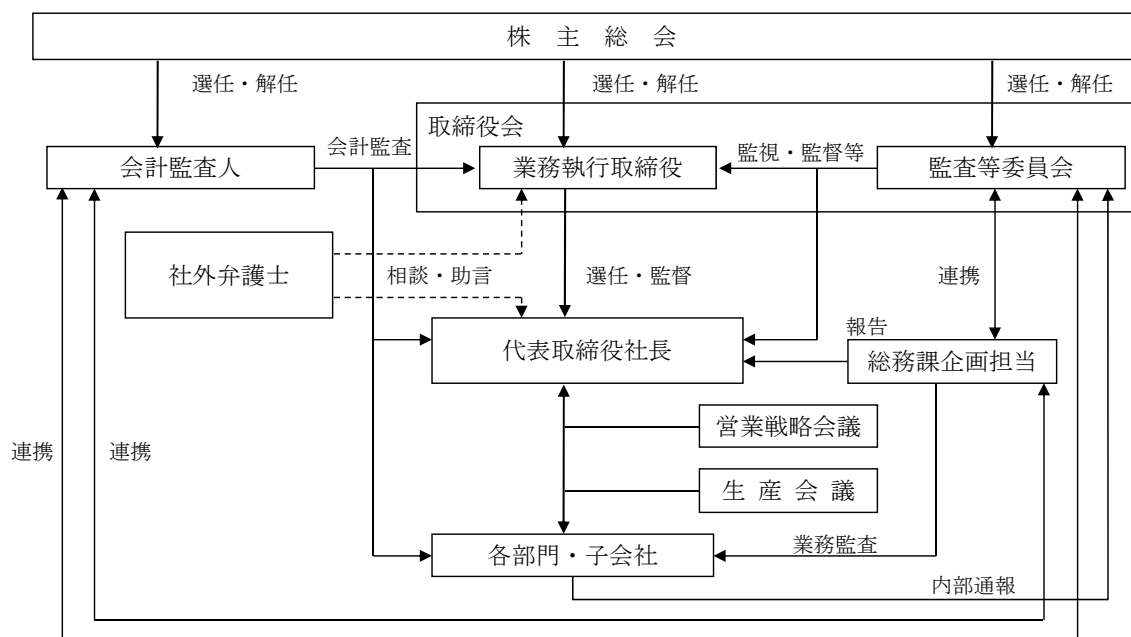 株 主 総 会
選任・解任
選任・解任
選任・解任
取締役会
会計監査
監視・監督等
会計監査人
業務執行取締役
監査等委員会
社外弁護士
相談・助言
選任・監督
連携
報告
代表取締役社長
総務課企画担当
営業戦略会議
連携
連携
生 産 会 議
各部門・子会社
業務監査
内部通報